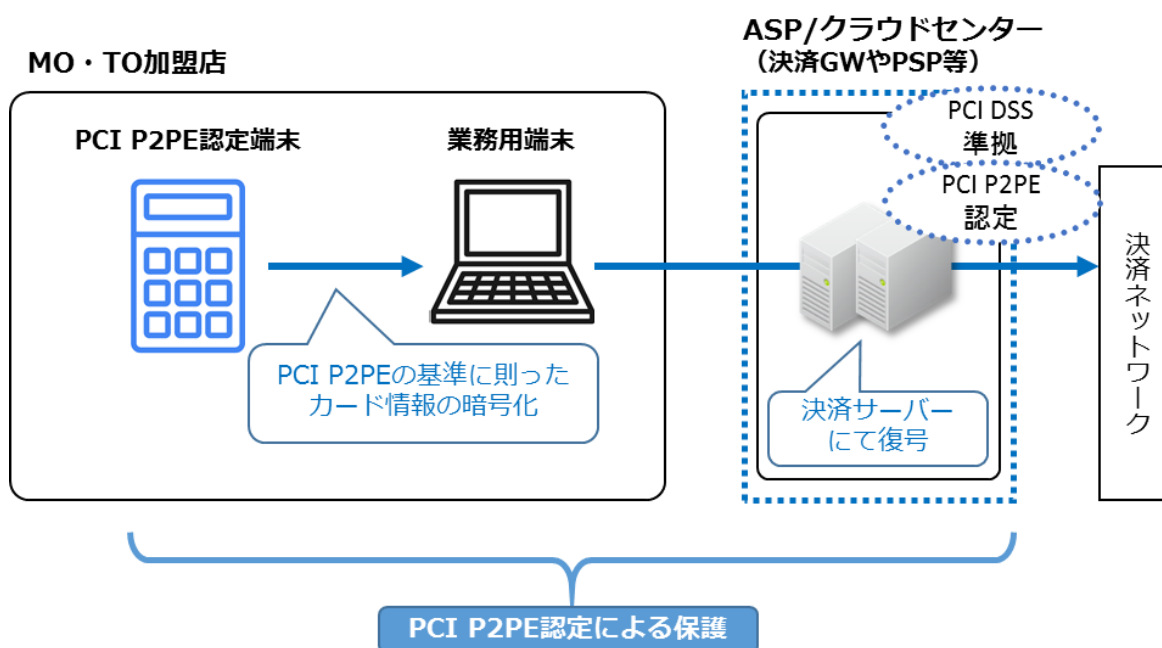 MO・TO加盟店
PCI P2PE認定端末
業務用端末
PCI P2PEの基準に則った
カード情報の暗号化
ASP/クラウドセンター
（決済GWやPSP等）
PCI DSS
準拠
PCI P2PE
認定
決済サーバー
にて復号
決済ネットワーク
PCI P2PE認定による保護